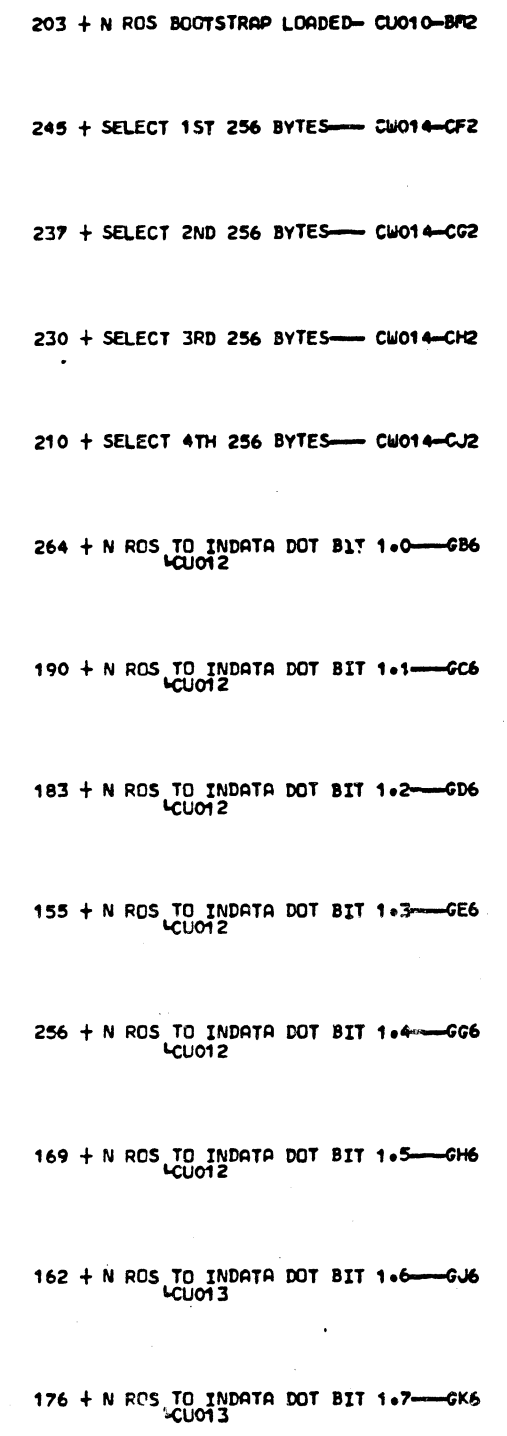 203 + N ROS BOOTSTRAP LOADED— CU010—BM2
245 + SELECT 1ST 256 BYTES—— CW014—CF2
237 + SELECT 2ND 256 BYTES—— CW014—CG2
230 + SELECT 3RD 256 BYTES—— CW014—CH2
210 + SELECT 4TH 256 BYTES—— CW014—CJ2
264 + N ROS TO INDATA DOT BIT 1.0——GB6
CU012
190 + N ROS TO INDATA DOT BIT 1.1——GC6
CU012
183 + N ROS TO INDATA DOT BIT 1.2——GD6
CU012
155 + N ROS TO INDATA DOT BIT 1.3——GE6
CU012
256 + N ROS TO INDATA DOT BIT 1.4——GG6
CU012
169 + N ROS TO INDATA DOT BIT 1.5——GH6
CU012
162 + N ROS TO INDATA DOT BIT 1.6——GJ6
CU013
176 + N ROS TO INDATA DOT BIT 1.7——GK6
CU013